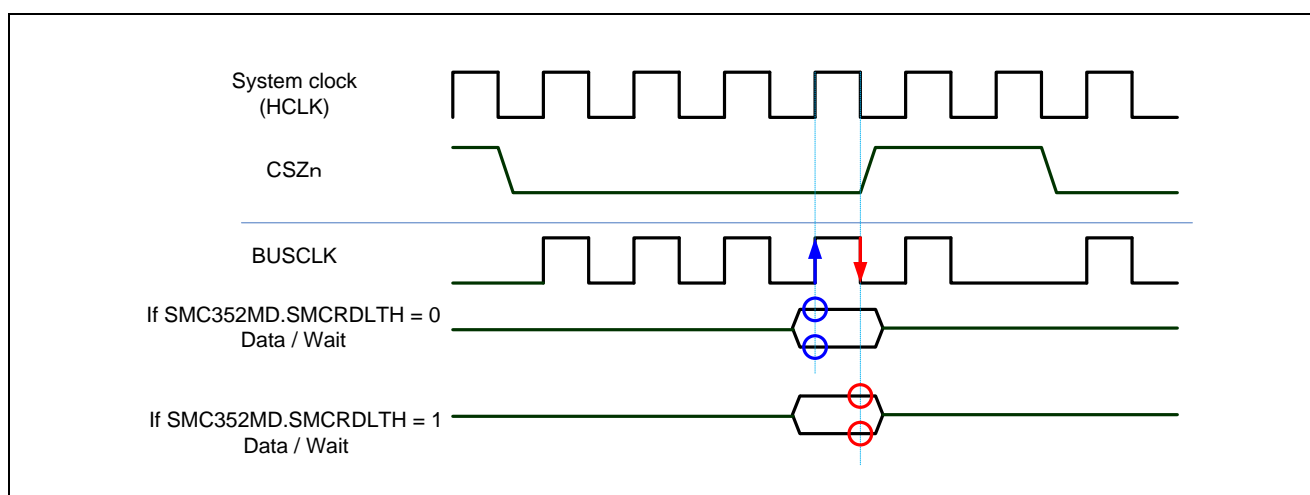 System clock
(HCLK)
CSZn
BUSCLK
If SMC352MD.SMCRDLTH = 0
Data / Wait
If SMC352MD.SMCRDLTH = 1
Data / Wait